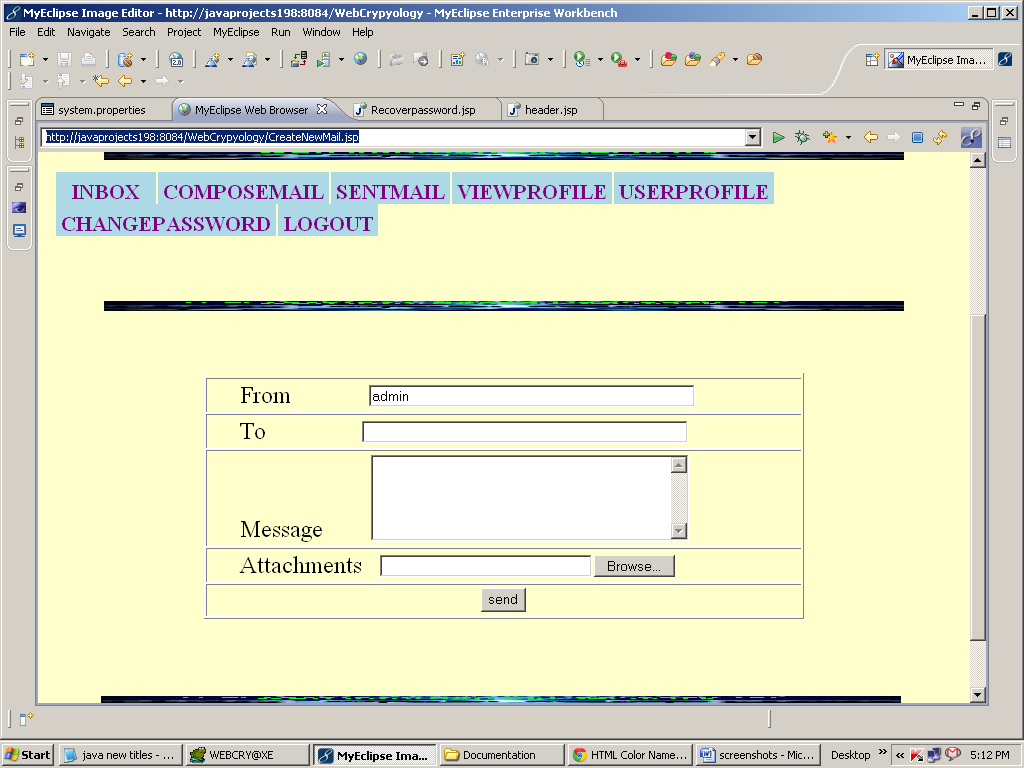 MyEclipse Image Editor - http://javaprojects198:8084/WebCrypyology - MyEclipse Enterprise Workbench
File Edit Navigate Search Project MyEclipse Run Window Help
MyEclipse Ima...
system.properties MyEclipse Web Browser Recoverpassword.jsp header.jsp
http://javaprojects198:8084/WebCrypyology/CreateNewMail.jsp
INBOX COMPOSEMAIL SENTMAIL VIEWPROFILE USERPROFILE
CHANGEPASSWORD LOGOUT
From admin
To
Message
Attachments Browse...
send
Start java new titles - ... WEBCRY@XE MyEclipse Ima... Documentation HTML Color Name... screenshots - Mic... Desktop » « 5:12 PM